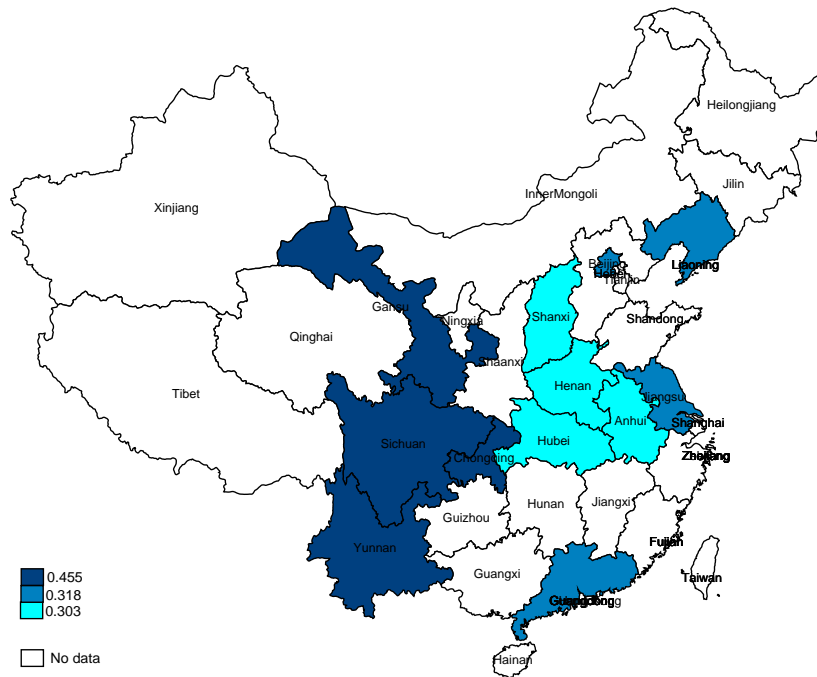 Heilongjiang
Jilin
InnerMongoli
Xinjiang
Beijing
Liaoning
Tianjin
Gansu
Ningxia
Shanxi
Shandong
Qinghai
Shaanxi
Henan
Jiangsu
Tibet
Anhui
Shanghai
Sichuan
Hubei
Chongqing
Zhejiang
Hunan
Jiangxi
Guizhou
Yunnan
Fujian
Guangxi
Taiwan
Guangdong
Hainan
0.455
0.318
0.303
No data